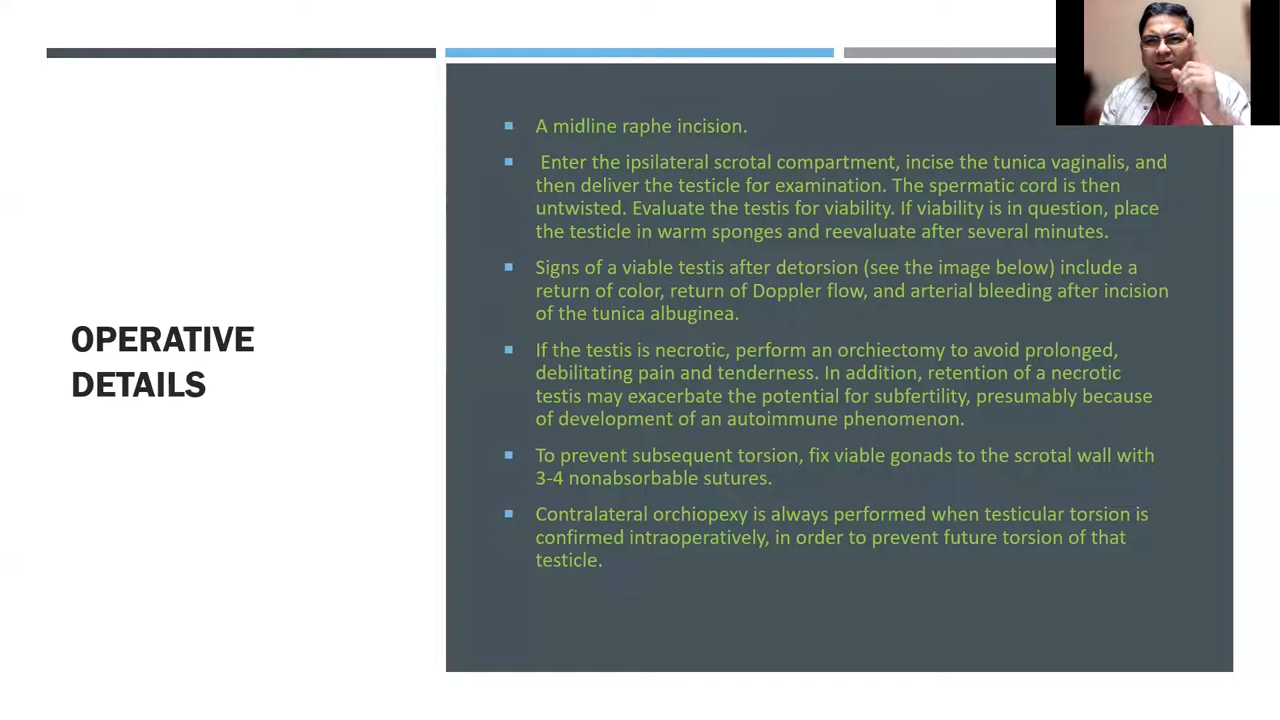 OPERATIVE
DETAILS
A midline raphe incision.
Enter the ipsilateral scrotal compartment, incise the tunica vaginalis, and
then deliver the testicle for examination. The spermatic cord is then
untwisted. Evaluate the testis for viability. If viability is in question, place
the testicle in warm sponges and reevaluate after several minutes.
Signs of a viable testis after detorsion (see the image below) include a
return of color, return of Doppler flow, and arterial bleeding after incision
of the tunica albuginea.
If the testis is necrotic, perform an orchiectomy to avoid prolonged,
debilitating pain and tenderness. In addition, retention of a necrotic
testis may exacerbate the potential for subfertility, presumably because
of development of an autoimmune phenomenon.
To prevent subsequent torsion, fix viable gonads to the scrotal wall with
3-4 nonabsorbable sutures.
Contralateral orchiopexy is always performed when testicular torsion is
confirmed intraoperatively, in order to prevent future torsion of that
testicle.